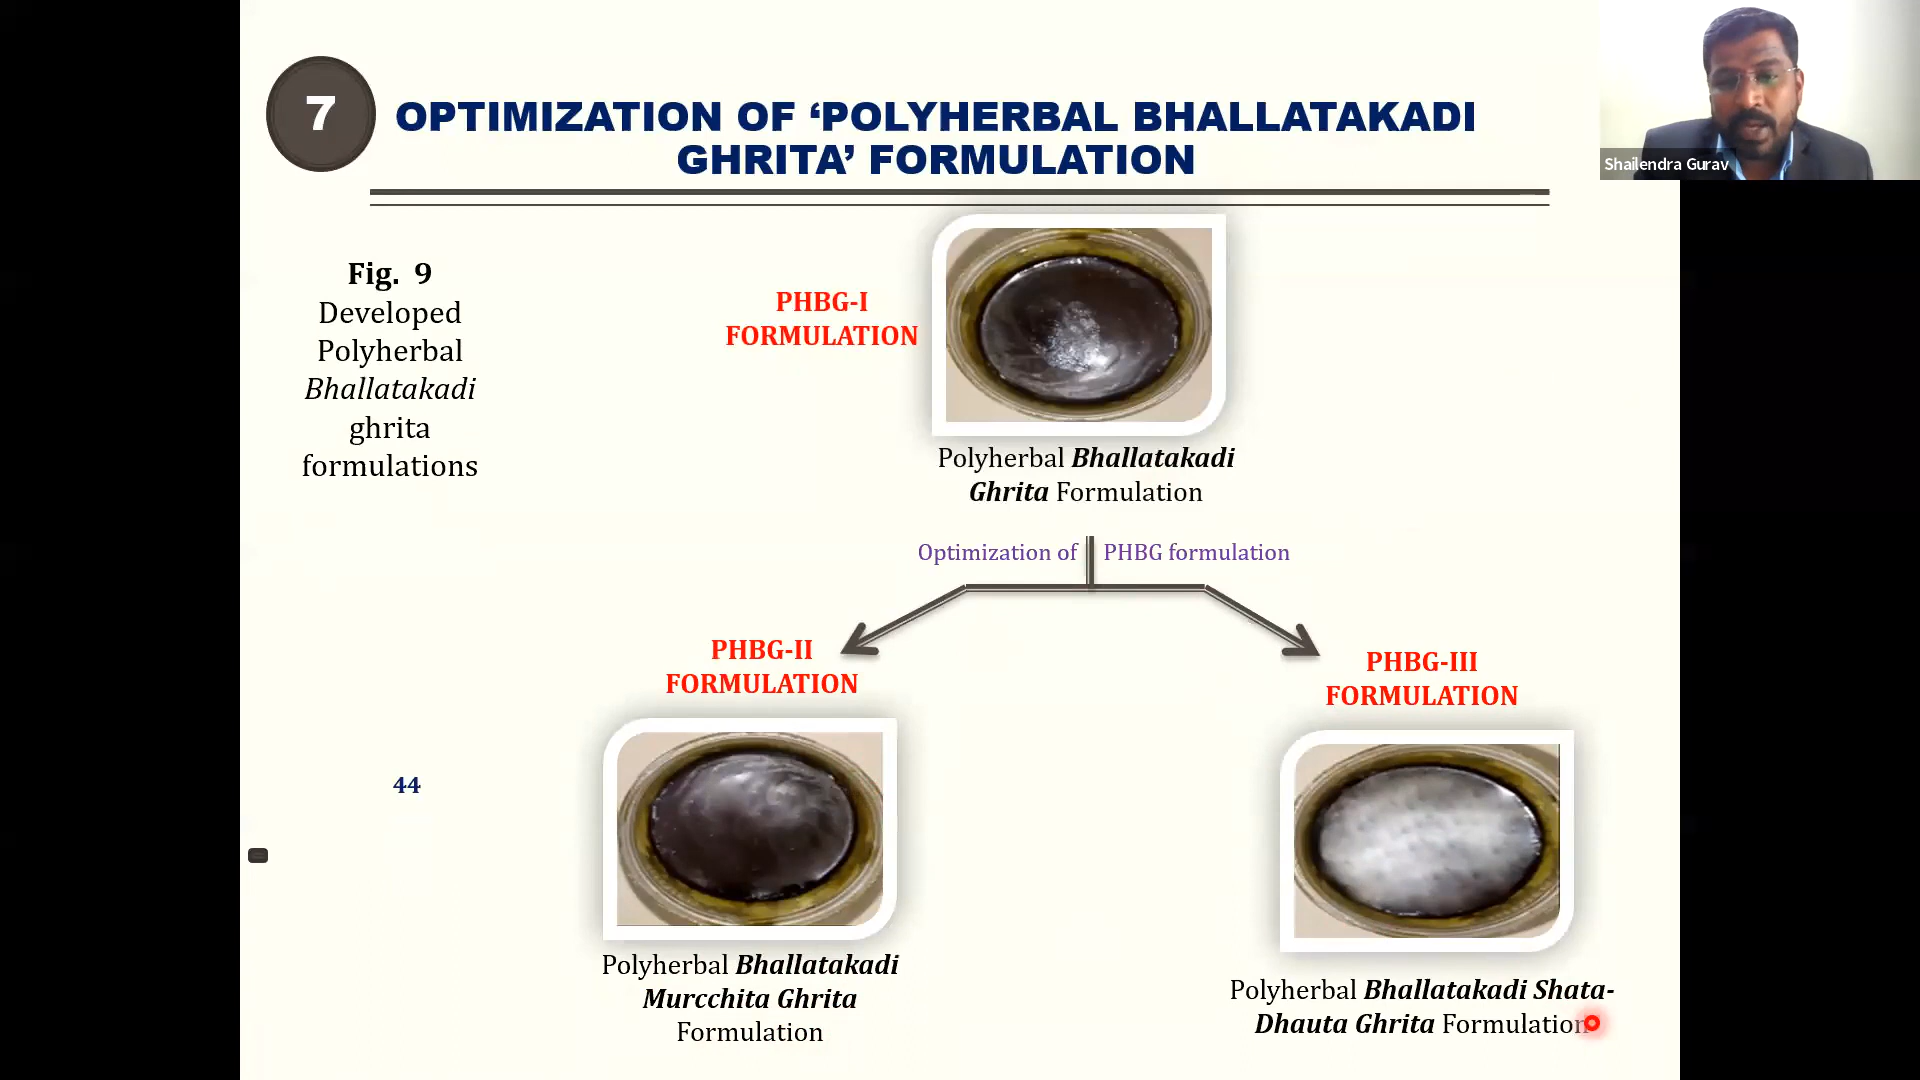 7
OPTIMIZATION OF ‘POLYHERBAL BHALLATAKADI
GHRITA’ FORMULATION
Shailendra Gurav
Fig. 9
Developed
Polyherbal
Bhallatakadi
ghrita
formulations
PHBG-I
FORMULATION
Polyherbal Bhallatakadi
Ghrita Formulation
Optimization of PHBG formulation
PHBG-II
FORMULATION
PHBG-III
FORMULATION
44
Polyherbal Bhallatakadi
Murcchita Ghrita
Formulation
Polyherbal Bhallatakadi Shata-
Dhauta Ghrita Formulation